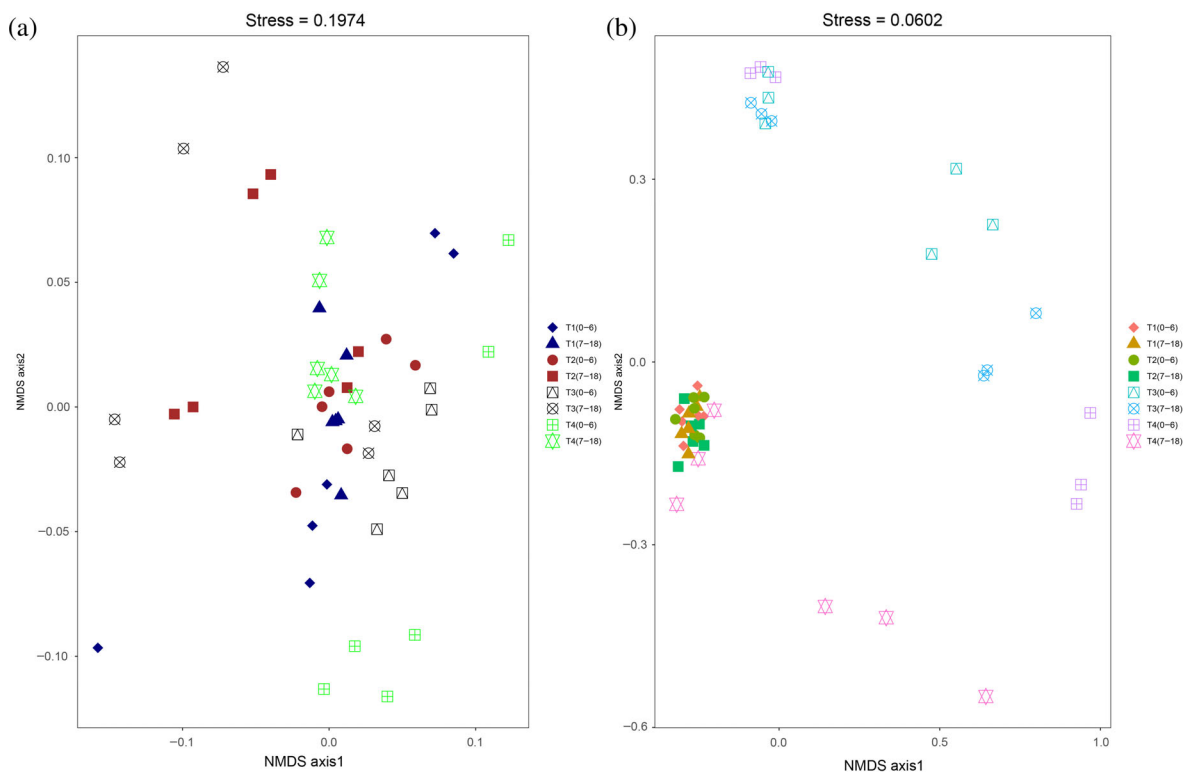 (a)
Stress = 0.1974
NMDS axis2
0.10
0.05
0.00
−0.05
−0.10
−0.1
0.0
0.1
NMDS axis1
T1(0−6)
T1(7−18)
T2(0−6)
T2(7−18)
T3(0−6)
T3(7−18)
T4(0−6)
T4(7−18)
(b)
Stress = 0.0602
NMDS axis2
0.3
0.0
−0.3
−0.6
0.0
0.5
1.0
NMDS axis1
T1(0−6)
T1(7−18)
T2(0−6)
T2(7−18)
T3(0−6)
T3(7−18)
T4(0−6)
T4(7−18)